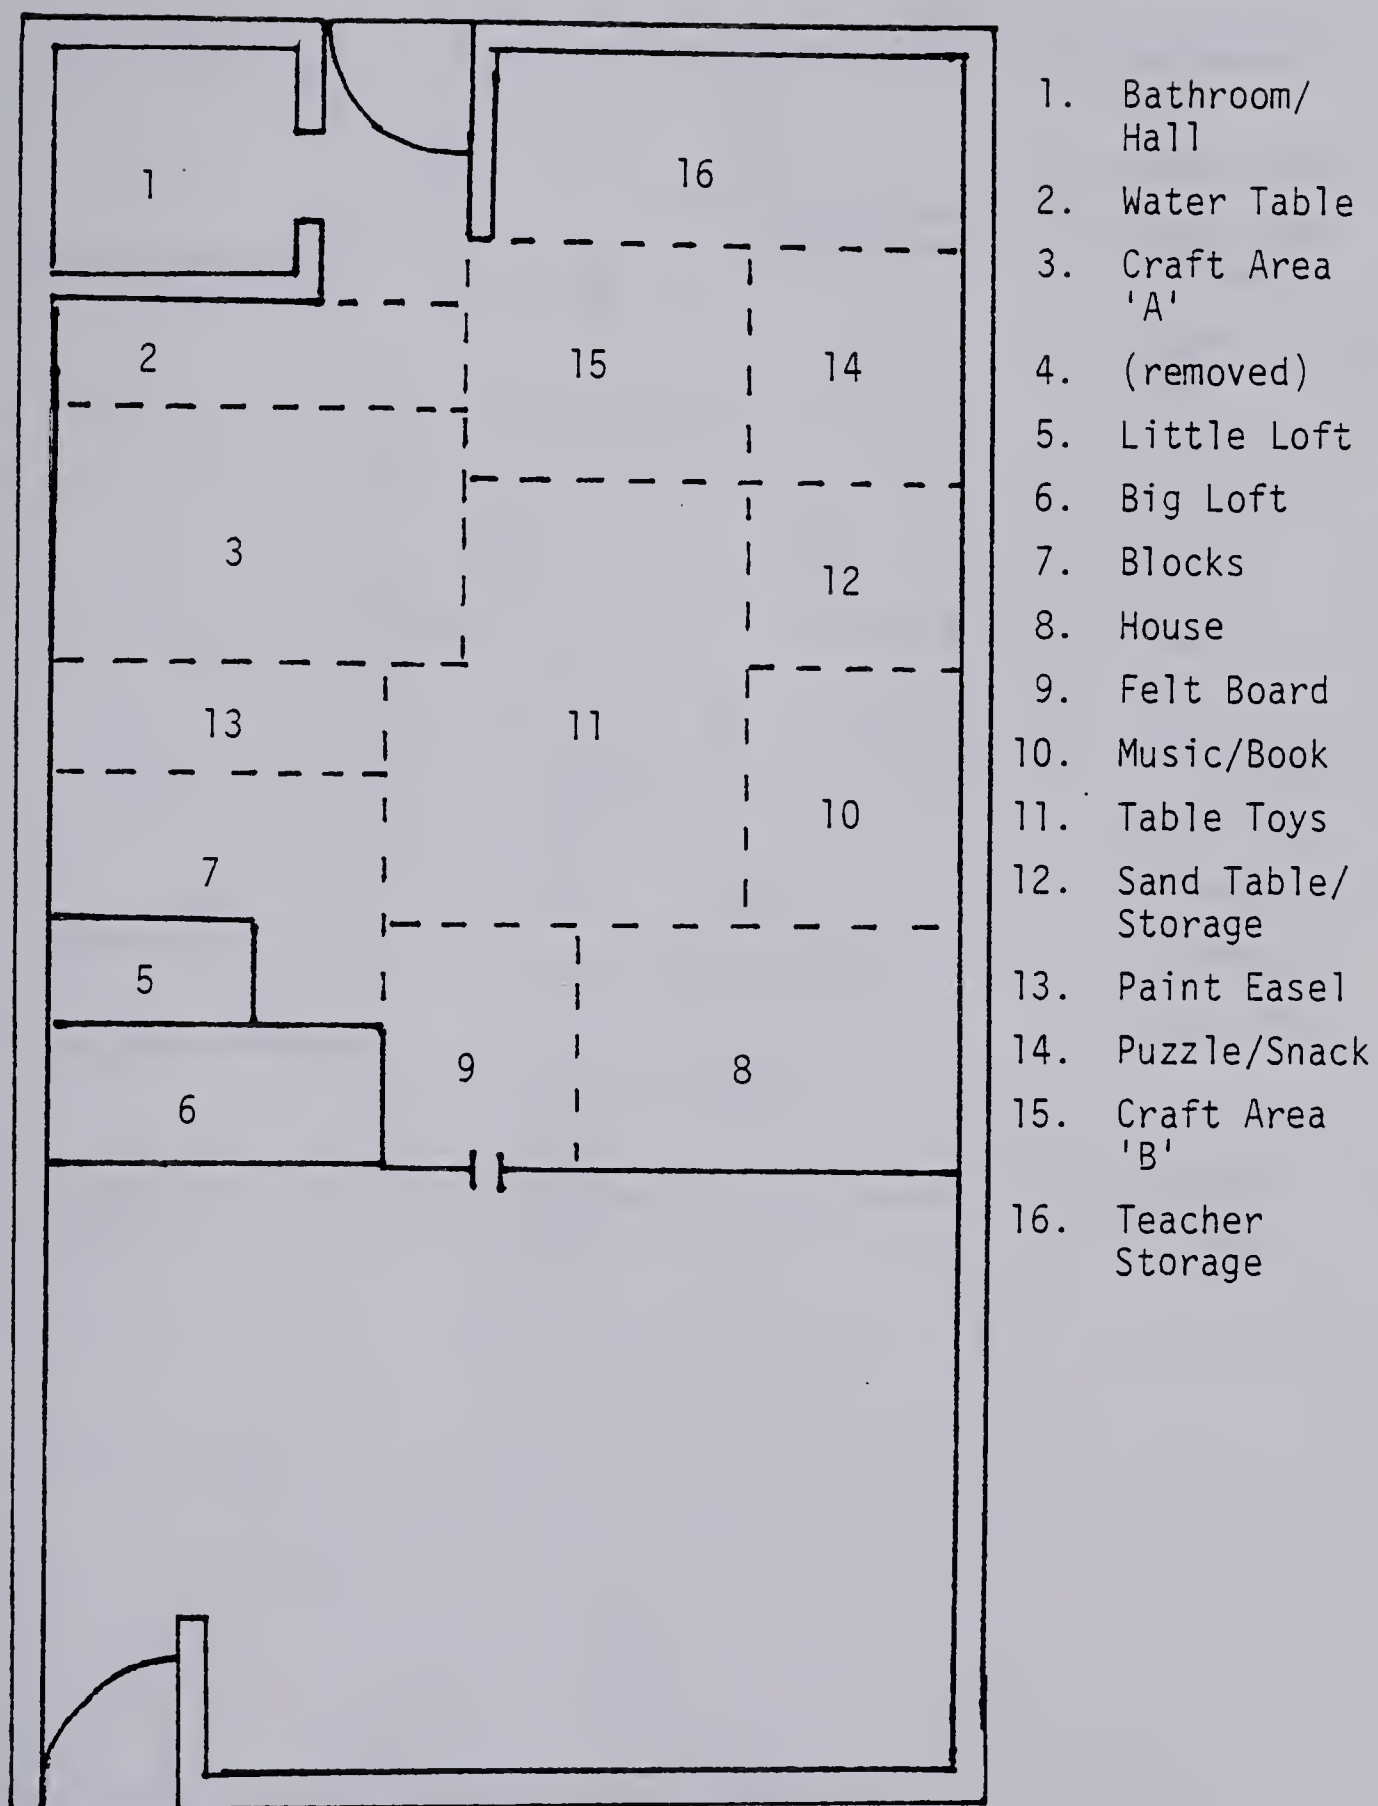 1
16
2
15
14
3
12
13
11
10
7
5
9
8
6
1. Bathroom/
Hall
2. Water Table
3. Craft Area
'A'
4. (removed)
5. Little Loft
6. Big Loft
7. Blocks
8. House
9. Felt Board
10. Music/Book
11. Table Toys
12. Sand Table/
Storage
13. Paint Easel
14. Puzzle/Snack
15. Craft Area
'B'
16. Teacher
Storage